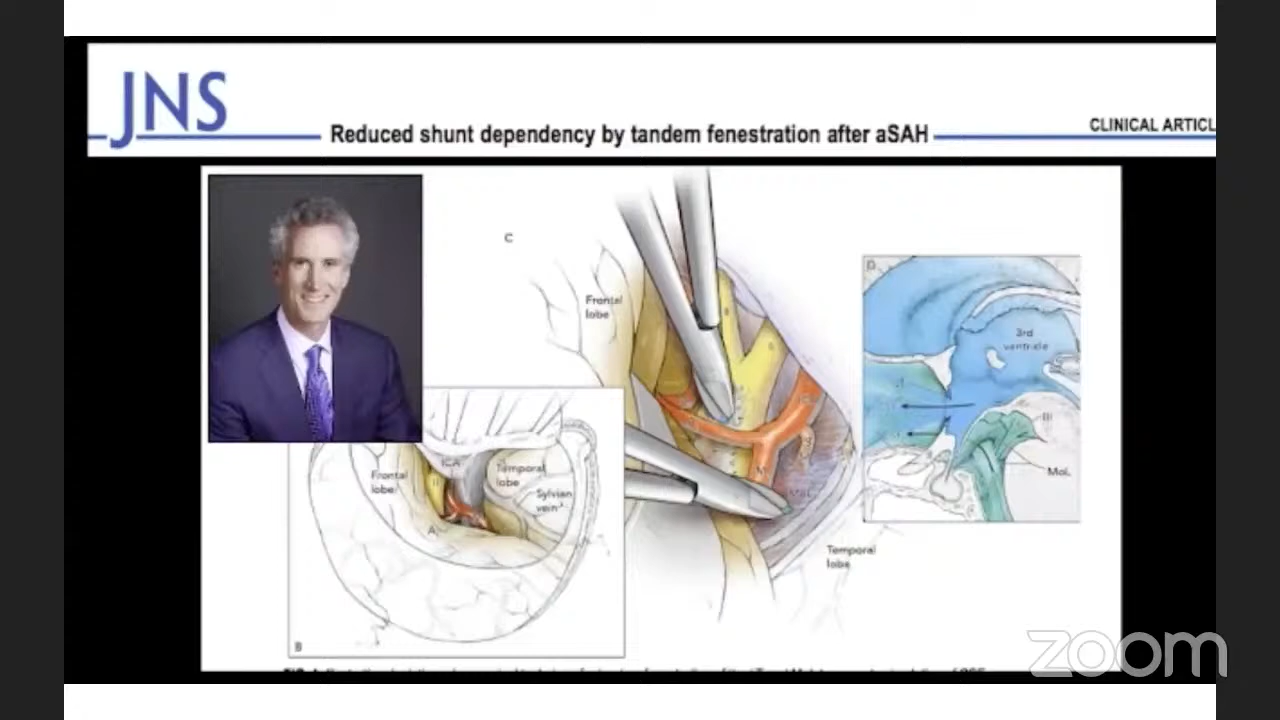 JNS
Reduced shunt dependency by tandem fenestration after aSAH
CLINICAL ARTICL
C
Frontal
lobe
D
3rd
ventricle
III
MoL
Temporal
lobe
ICA
Frontal
lobe
II
Temporal
lobe
Sylvian
vein
A
B
zoom